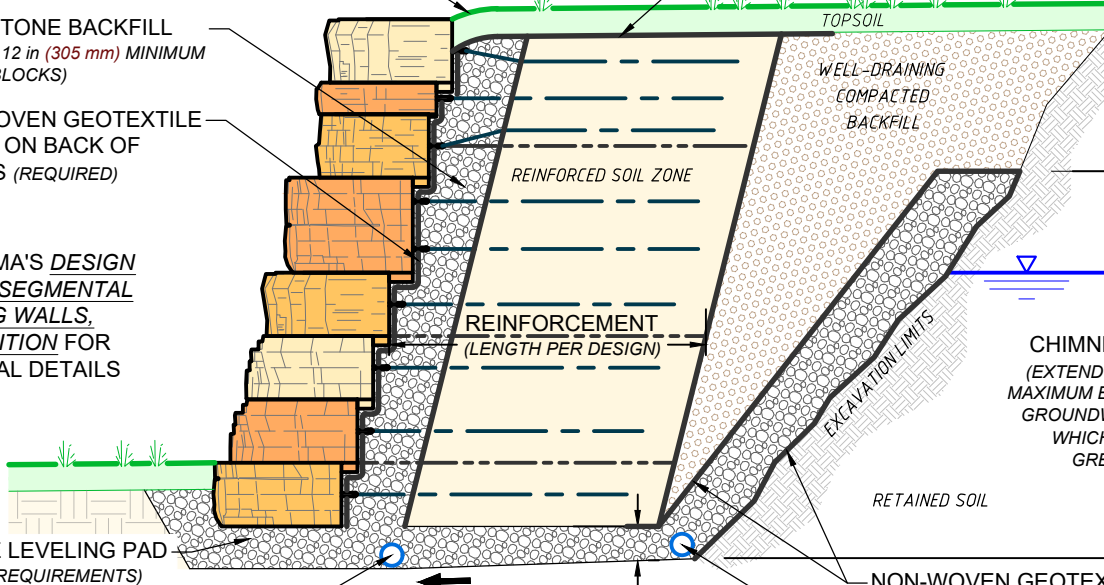 TONE BACKFILL
12 in (305 mm) MINIMUM
BLOCKS)
OVEN GEOTEXTILE
ON BACK OF
S (REQUIRED)
MA'S DESIGN
SEGMENTAL
G WALLS,
ITION FOR
AL DETAILS
E LEVELING PAD
REQUIREMENTS)
TOPSOIL
WELL-DRAINING
COMPACTED
BACKFILL
REINFORCED SOIL ZONE
REINFORCEMENT
(LENGTH PER DESIGN)
EXCAVATION LIMITS
CHIMN
(EXTEND
MAXIMUM E
GROUNDW
WHICH
GRE
RETAINED SOIL
NON-WOVEN GEOTEX